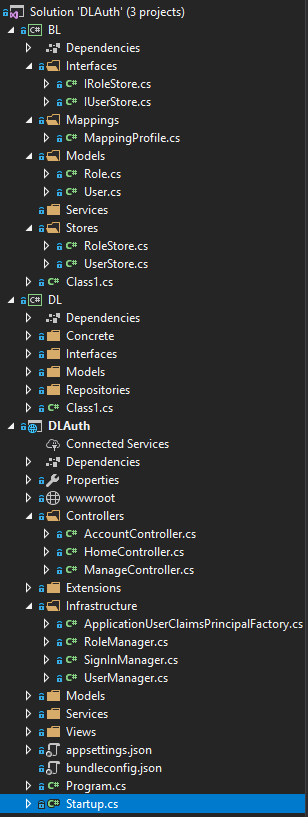 Solution 'DLAuth' (3 projects)
C# BL
Dependencies
Interfaces
C# IRoleStore.cs
C# IUserStore.cs
Mappings
C# MappingProfile.cs
Models
C# Role.cs
C# User.cs
Services
Stores
C# RoleStore.cs
C# UserStore.cs
C# Class1.cs
C# DL
Dependencies
Concrete
Interfaces
Models
Repositories
C# Class1.cs
DLAuth
Connected Services
Dependencies
Properties
wwwroot
Controllers
C# AccountController.cs
C# HomeController.cs
C# ManageController.cs
Extensions
Infrastructure
C# ApplicationUserClaimsPrincipalFactory.cs
C# RoleManager.cs
C# SignInManager.cs
C# UserManager.cs
Models
Services
Views
appsettings.json
bundleconfig.json
C# Program.cs
C# Startup.cs